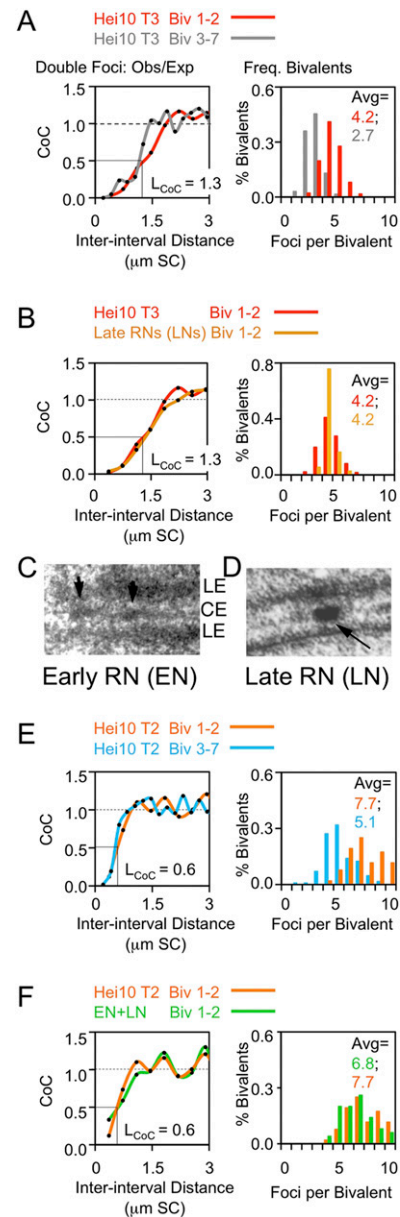 A
Hei10 T3 Biv 1-2
Hei10 T3 Biv 3-7
Double Foci: Obs/Exp
Freq. Bivalents
CoC
1.5
1.0
0.5
0.0
L CoC = 1.3
0 1.5 3
Inter-interval Distance
(μm SC)
% Bivalents
0.6
0.3
0.0
Avg=
4.2;
2.7
0 5 10
Foci per Bivalent
B
Hei10 T3 Biv 1-2
Late RNs (LNs) Biv 1-2
CoC
1.5
1.0
0.5
0.0
L CoC = 1.3
0 1.5 3
Inter-interval Distance
(μm SC)
% Bivalents
0.8
0.4
0.0
Avg=
4.2;
4.2
0 5 10
Foci per Bivalent
C
LE
CE
LE
Early RN (EN)
D
Late RN (LN)
E
Hei10 T2 Biv 1-2
Hei10 T2 Biv 3-7
CoC
1.5
1.0
0.5
0.0
L CoC = 0.6
0 1.5 3
Inter-interval Distance
(μm SC)
% Bivalents
0.6
0.3
0.0
Avg=
7.7;
5.1
0 5 10
Foci per Bivalent
F
Hei10 T2 Biv 1-2
EN+LN Biv 1-2
CoC
1.5
1.0
0.5
0.0
L CoC = 0.6
0 1.5 3
Inter-interval Distance
(μm SC)
% Bivalents
0.6
0.3
0.0
Avg=
6.8;
7.7
0 5 10
Foci per Bivalent